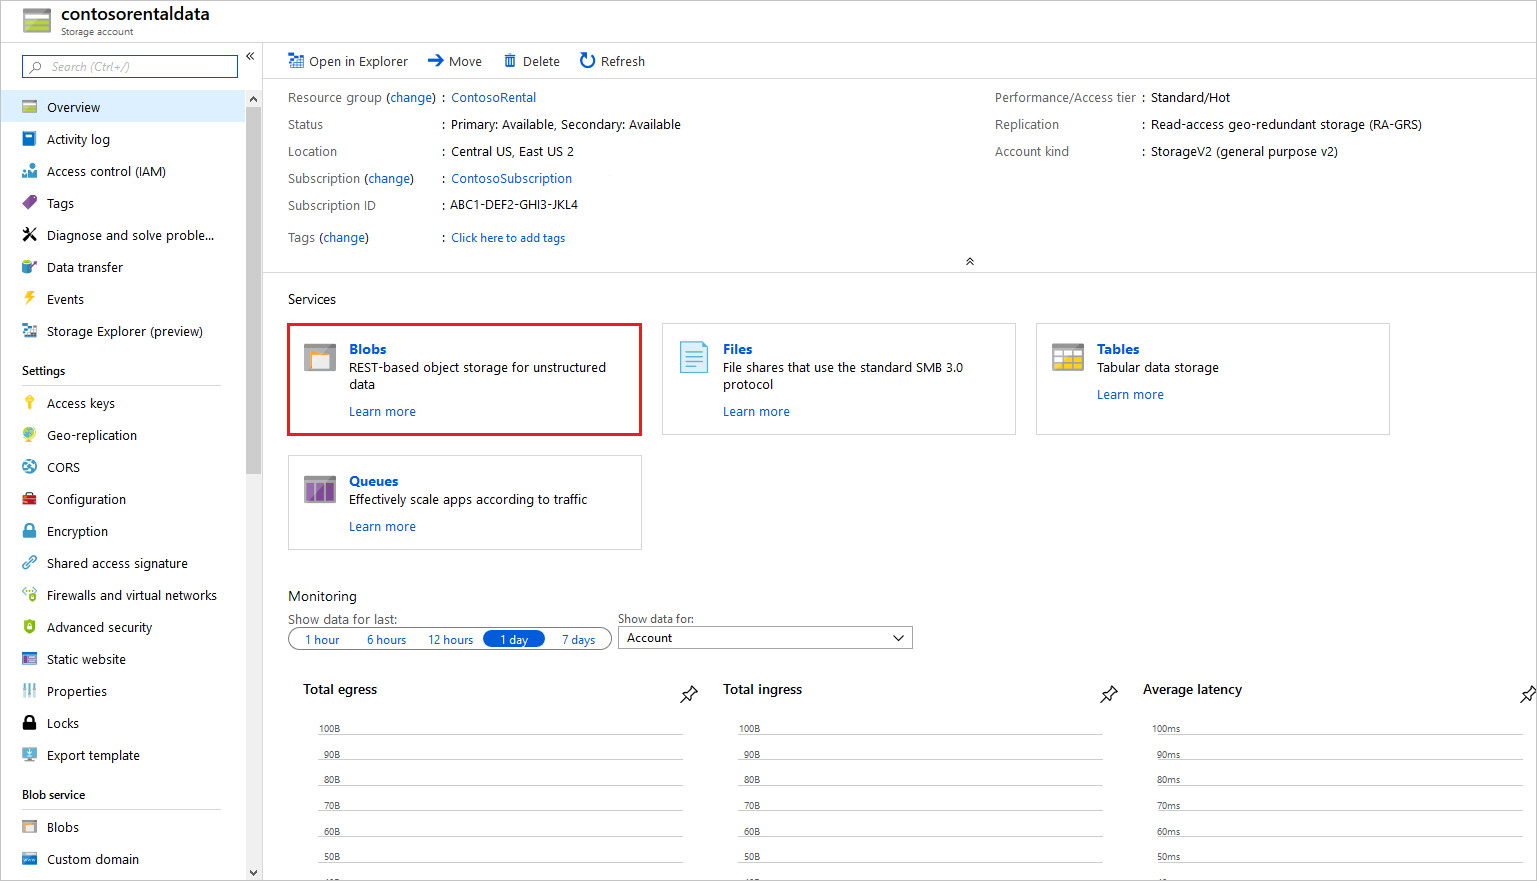 contosorentaldata
Storage account
Search (Ctrl+/)
«
Overview
Activity log
Access control (IAM)
Tags
Diagnose and solve proble...
Data transfer
Events
Storage Explorer (preview)
Settings
Access keys
Geo-replication
CORS
Configuration
Encryption
Shared access signature
Firewalls and virtual networks
Advanced security
Static website
Properties
Locks
Export template
Blob service
Blobs
Custom domain
Open in Explorer Move Delete Refresh
Resource group (change) : ContosoRental
Status : Primary: Available, Secondary: Available
Location : Central US, East US 2
Subscription (change) : ContosoSubscription
Subscription ID : ABC1-DEF2-GHI3-JKL4
Tags (change) : Click here to add tags
Performance/Access tier : Standard/Hot
Replication : Read-access geo-redundant storage (RA-GRS)
Account kind : StorageV2 (general purpose v2)
Services
Blobs
REST-based object storage for unstructured
data
Learn more
Files
File shares that use the standard SMB 3.0
protocol
Learn more
Tables
Tabular data storage
Learn more
Queues
Effectively scale apps according to traffic
Learn more
Monitoring
Show data for last:
1 hour 6 hours 12 hours 1 day 7 days
Show data for:
Account
Total egress
100B
90B
80B
70B
60B
50B
Total ingress
100B
90B
80B
70B
60B
50B
Average latency
100ms
90ms
80ms
70ms
60ms
50ms